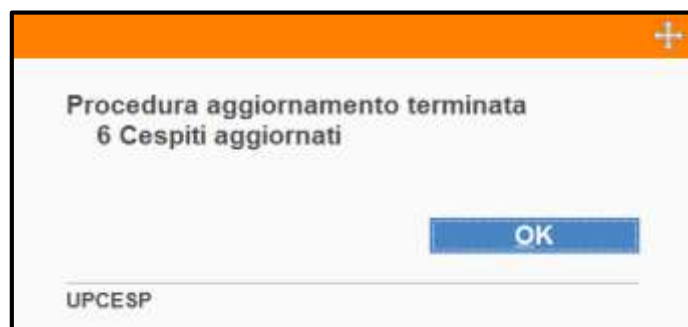 Procedura aggiornamento terminata
6 Cespiti aggiornati
OK
UPCESP